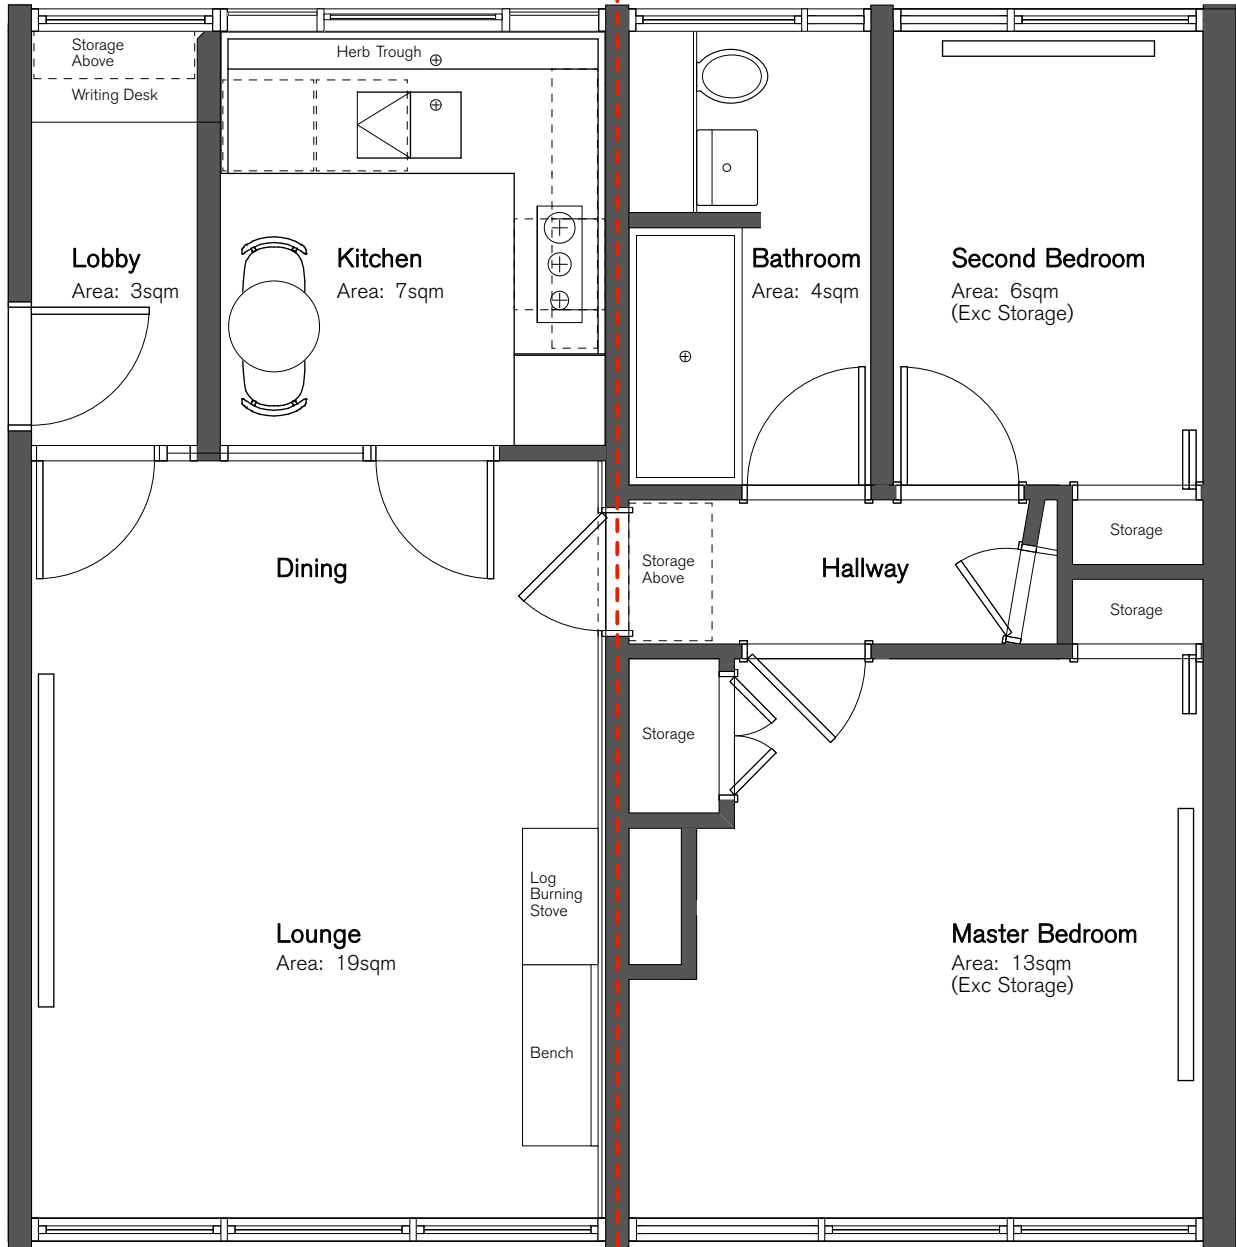 Storage
Above
Writing Desk
Herb Trough
Lobby
Area: 3sqm
Kitchen
Area: 7sqm
Bathroom
Area: 4sqm
Second Bedroom
Area: 6sqm
(Exc Storage)
Dining
Storage
Above
Hallway
Storage
Storage
Storage
Log
Burning
Stove
Lounge
Area: 19sqm
Master Bedroom
Area: 13sqm
(Exc Storage)
Bench